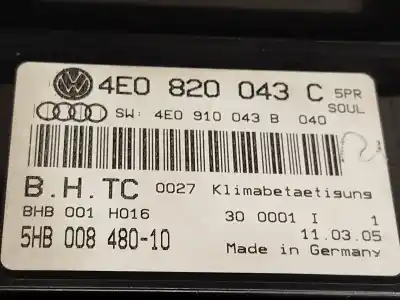 4E0 820 043 C 5PR
SW: 4E0 910 043 B 040 SOUL
B.H.TC 0027 Klimabetaetigung
BHB 001 H016 30 0001 I 1
5HB 008 480-10 11.03.05
Made in Germany